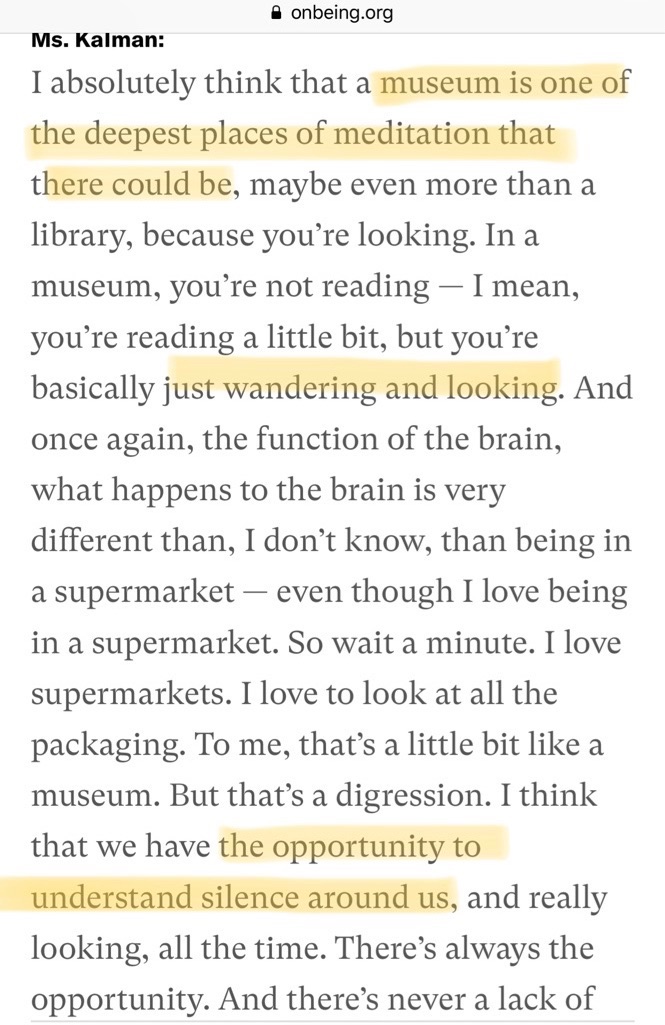 onbeing.org
Ms. Kalman:
I absolutely think that a museum is one of
the deepest places of meditation that
there could be, maybe even more than a
library, because you’re looking. In a
museum, you’re not reading — I mean,
you’re reading a little bit, but you’re
basically just wandering and looking. And
once again, the function of the brain,
what happens to the brain is very
different than, I don’t know, than being in
a supermarket — even though I love being
in a supermarket. So wait a minute. I love
supermarkets. I love to look at all the
packaging. To me, that’s a little bit like a
museum. But that’s a digression. I think
that we have the opportunity to
understand silence around us, and really
looking, all the time. There’s always the
opportunity. And there’s never a lack of